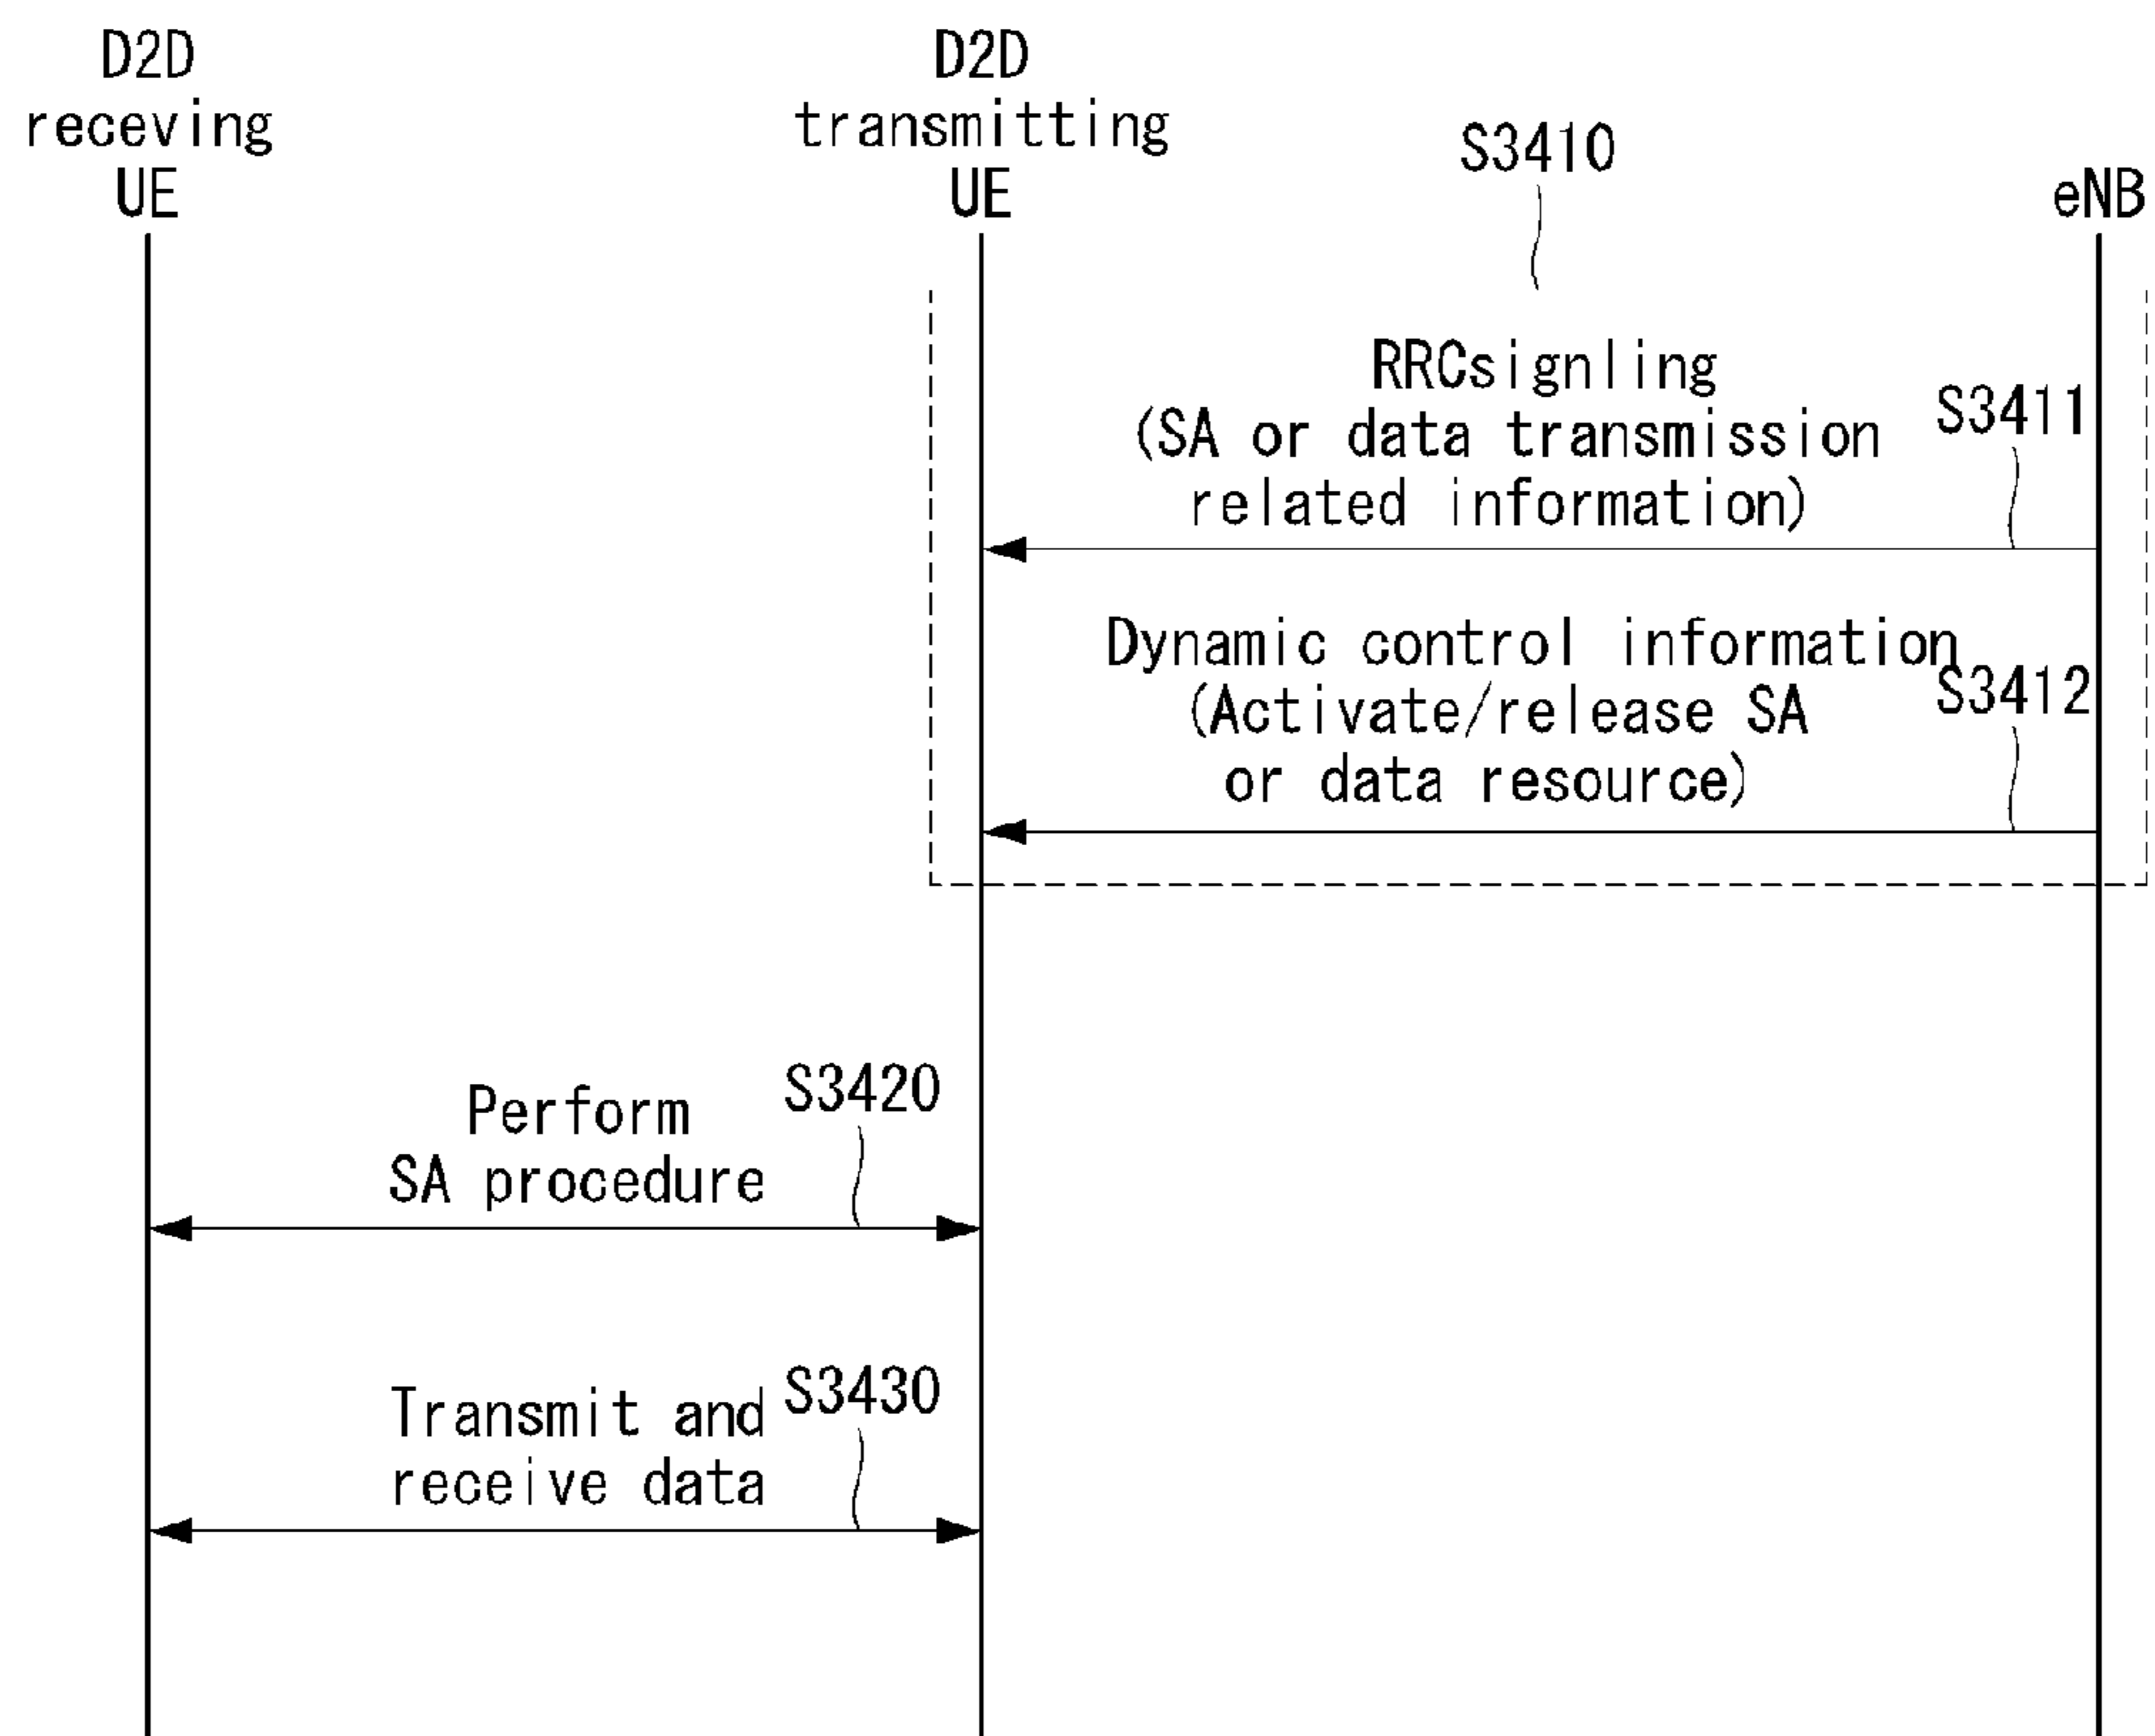 D2D
receving
UE
D2D
transmitting
UE
eNB
S3410
RRCsignling
(SA or data transmission
related information)
S3411
Dynamic control information
(Activate/release SA
or data resource)
S3412
Perform
SA procedure
S3420
Transmit and
receive data
S3430